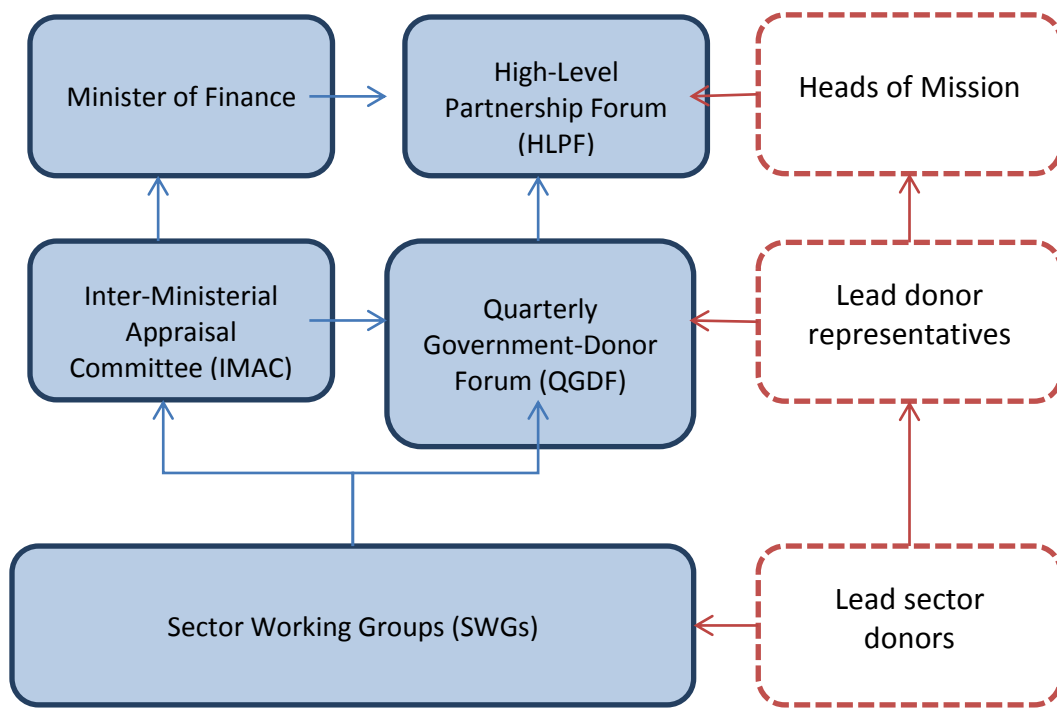 Minister of Finance
High-Level
Partnership Forum
(HLPF)
Heads of Mission
Inter-Ministerial
Appraisal
Committee (IMAC)
Quarterly
Government-Donor
Forum (QGDF)
Lead donor
representatives
Sector Working Groups (SWGs)
Lead sector
donors